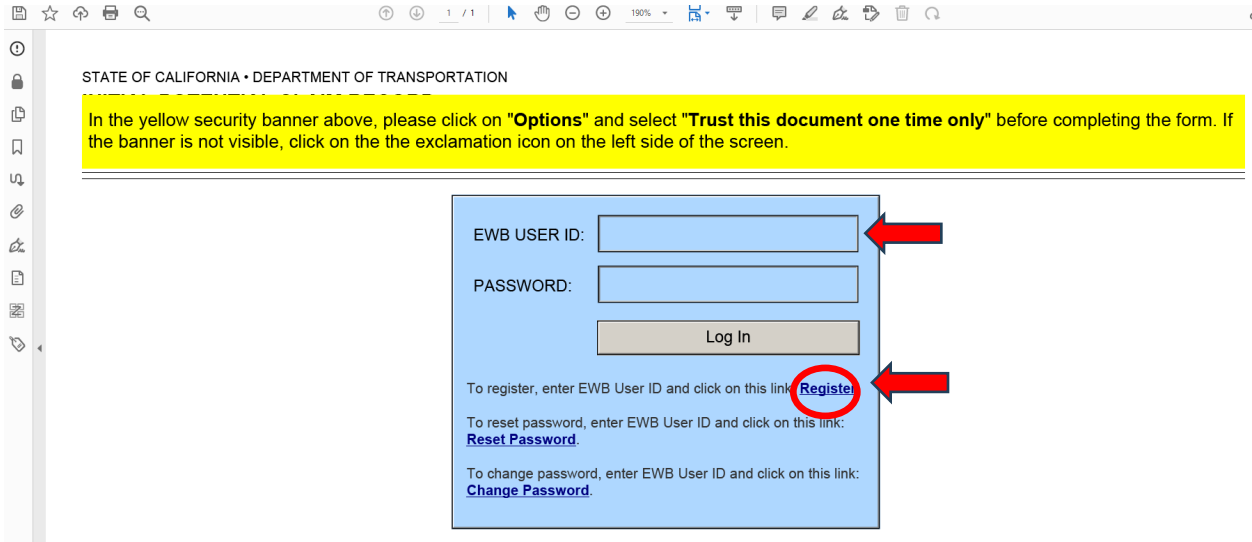 1 / 1
190%
STATE OF CALIFORNIA • DEPARTMENT OF TRANSPORTATION
In the yellow security banner above, please click on "Options" and select "Trust this document one time only" before completing the form. If
the banner is not visible, click on the the exclamation icon on the left side of the screen.
EWB USER ID:
PASSWORD:
Log In
To register, enter EWB User ID and click on this link: Register.
To reset password, enter EWB User ID and click on this link:
Reset Password.
To change password, enter EWB User ID and click on this link:
Change Password.